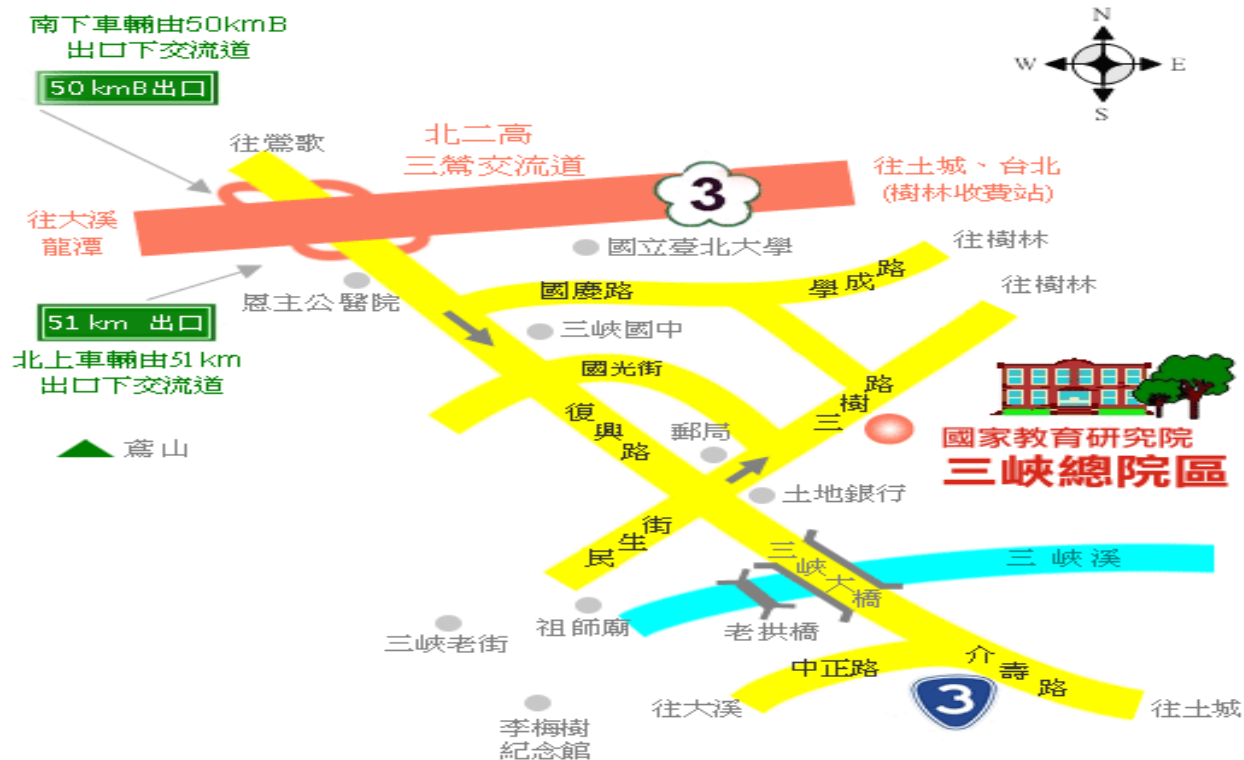 南下車輛由50kmB
出口下交流道
50 kmB出口
N
W
E
S
往鶯歌
北二高
三鶯交流道
3
往土城、台北
(樹林收費站)
往大溪
龍潭
國立臺北大學
往樹林
往樹林
國慶路
學成路
恩主公醫院
51 km 出口
三峽國中
北上車輛由51km
出口下交流道
國光街
復興路
三樹路
郵局
鳶山
國家教育研究院
三峽總院區
土地銀行
民生街
三峽大橋
三峽溪
祖師廟
老拱橋
三峽老街
中正路
介壽路
3
往大溪
往土城
李梅樹
紀念館